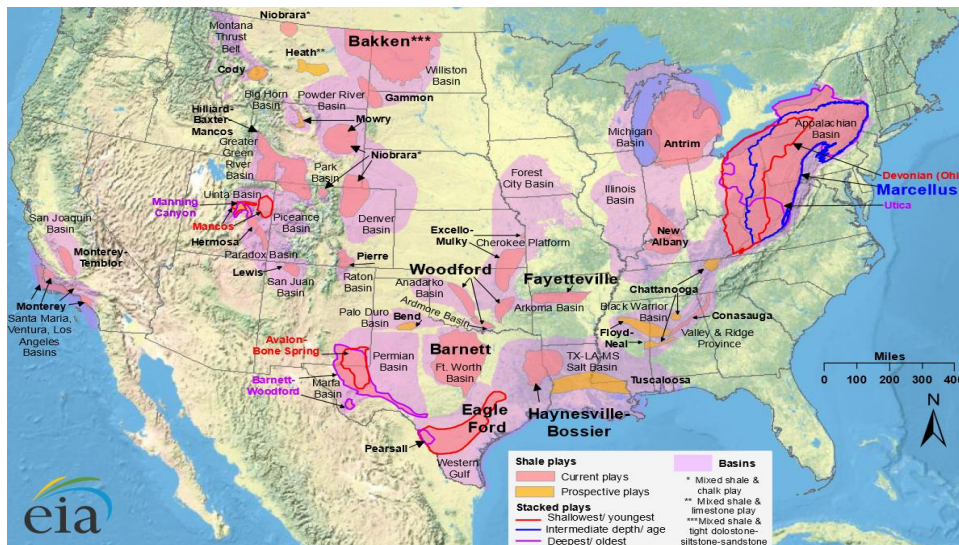 Niobrara*
Montana
Thrust
Belt
Heath**
Bakken***
Cody
Williston
Basin
Big Horn
Basin
Powder River
Basin
Gammon
Hilliard-
Baxter
Mancos
Mowry
Greater
Green
River
Basin
Niobrara*
Park
Basin
Michigan
Basin
Antrim
Appalachian
Basin
Devonian (Ohi
Marcellus
Utica
Uinta Basin
Manning
Canyon
Mancos
Piceance
Basin
Denver
Basin
Forest
City Basin
Illinois
Basin
San Joaquin
Basin
Hermosa
Paradox Basin
Excello-
Mulky
Cherokee Platform
New
Albany
Monterey-
Temblor
Lewis
San Juan
Basin
Pierre
Raton
Basin
Woodford
Anadarko
Basin
Ardmore Basin
Fayetteville
Arkoma Basin
Chattanooga
Black Warrior
Basin
Conasauga
Monterey
Santa Maria,
Ventura, Los
Angeles
Basins
Palo Duro
Basin
Bend
Floyd-
Neal
Valley & Ridge
Province
Avalon-
Bone Spring
Permian
Basin
Barnett
Ft. Worth
Basin
TX-LA-MS
Salt Basin
Tuscaloosa
Barnett-
Woodford
Marfa
Basin
Eagle
Ford
Haynesville-
Bossier
Pearsall
Western
Gulf
Miles
0 100 200 300 400
N
Shale plays
Current plays
Prospective plays
Stacked plays
Shallowest/ youngest
Intermediate depth/ age
Deepest/ oldest
Basins
* Mixed shale &
chalk play
** Mixed shale &
limestone play
***Mixed shale &
tight dolostone-
siltstone-sandstone
eia